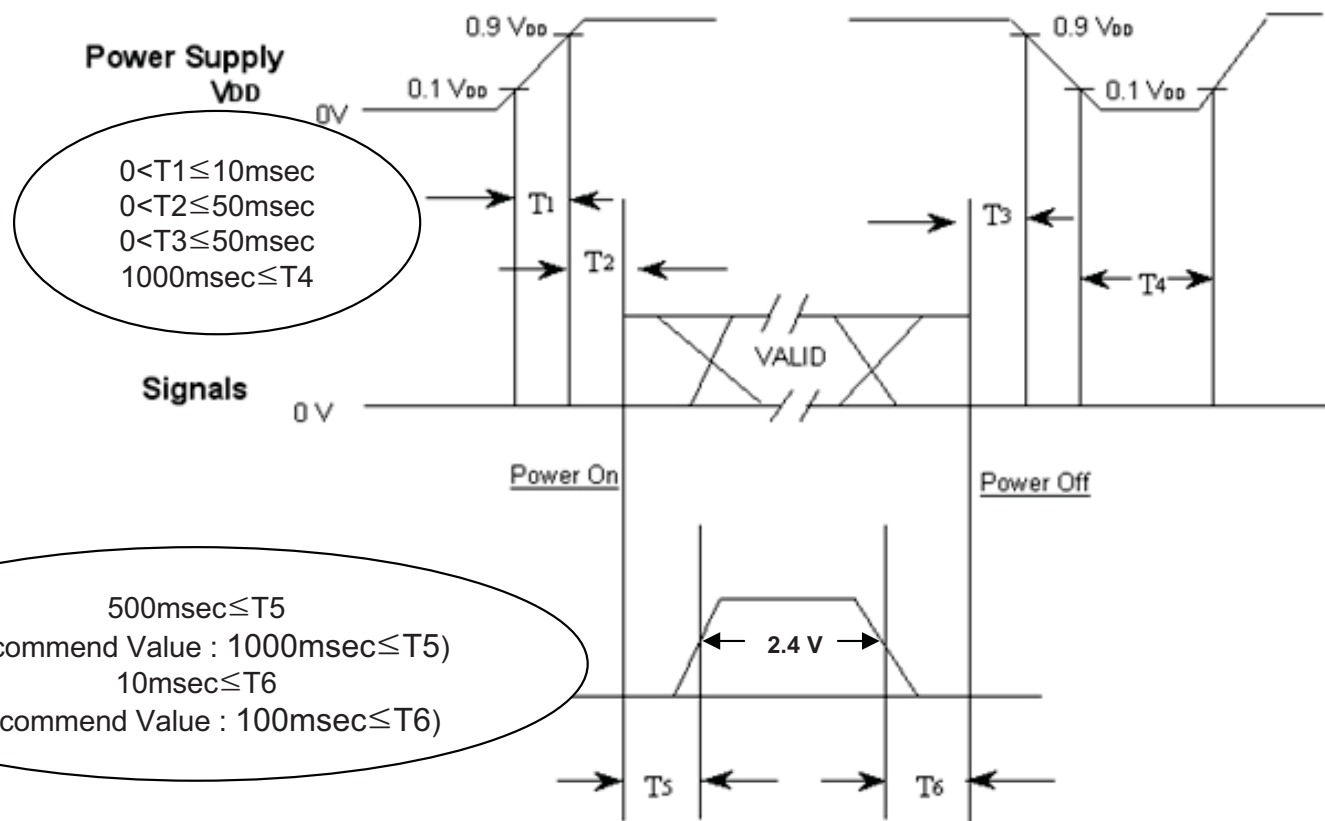 0.9 VDD
0.9 VDD
Power Supply
VDD
0.1 VDD
0.1 VDD
0V
0<T1≦10msec
0<T2≦50msec
0<T3≦50msec
1000msec≦T4
T1
T3
T2
T4
VALID
Signals
0 V
Power On
Power Off
500msec≦T5
commend Value : 1000msec≦T5)
2.4 V
10msec≦T6
commend Value : 100msec≦T6)
T5
T6